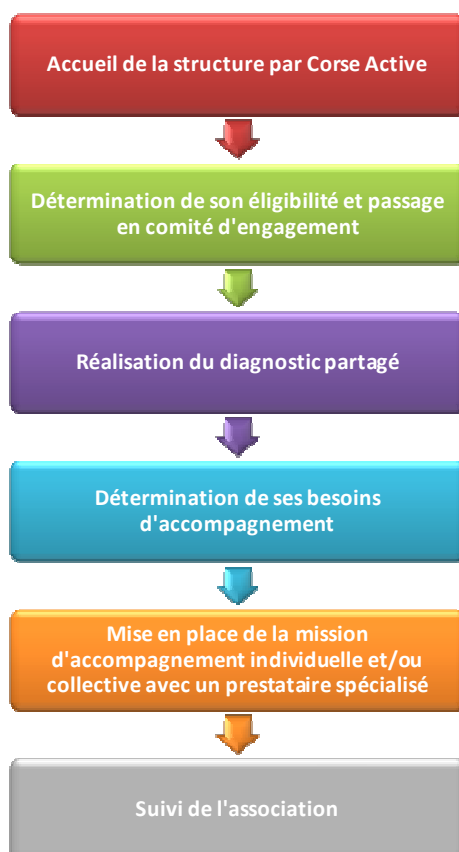 Accueil de la structure par Corse Active
Détermination de son éligibilité et passage
en comité d'engagement
Réalisation du diagnostic partagé
Détermination de ses besoins
d'accompagnement
Mise en place de la mission
d'accompagnement individuelle et/ou
collective avec un prestataire spécialisé
Suivi de l'association